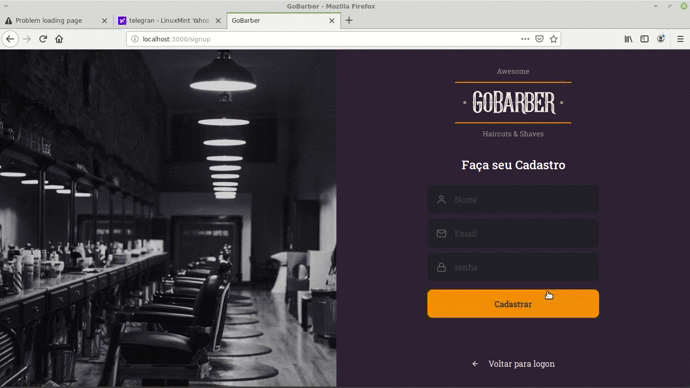 GoBarber - Mozilla Firefox
Problem loading page
telegran - LinuxMint Yahoo
GoBarber
localhost:3000/signup
Awesome
GOBARBER
Haircuts & Shaves
Faça seu Cadastro
Nome
Email
senha
Cadastrar
Voltar para logon